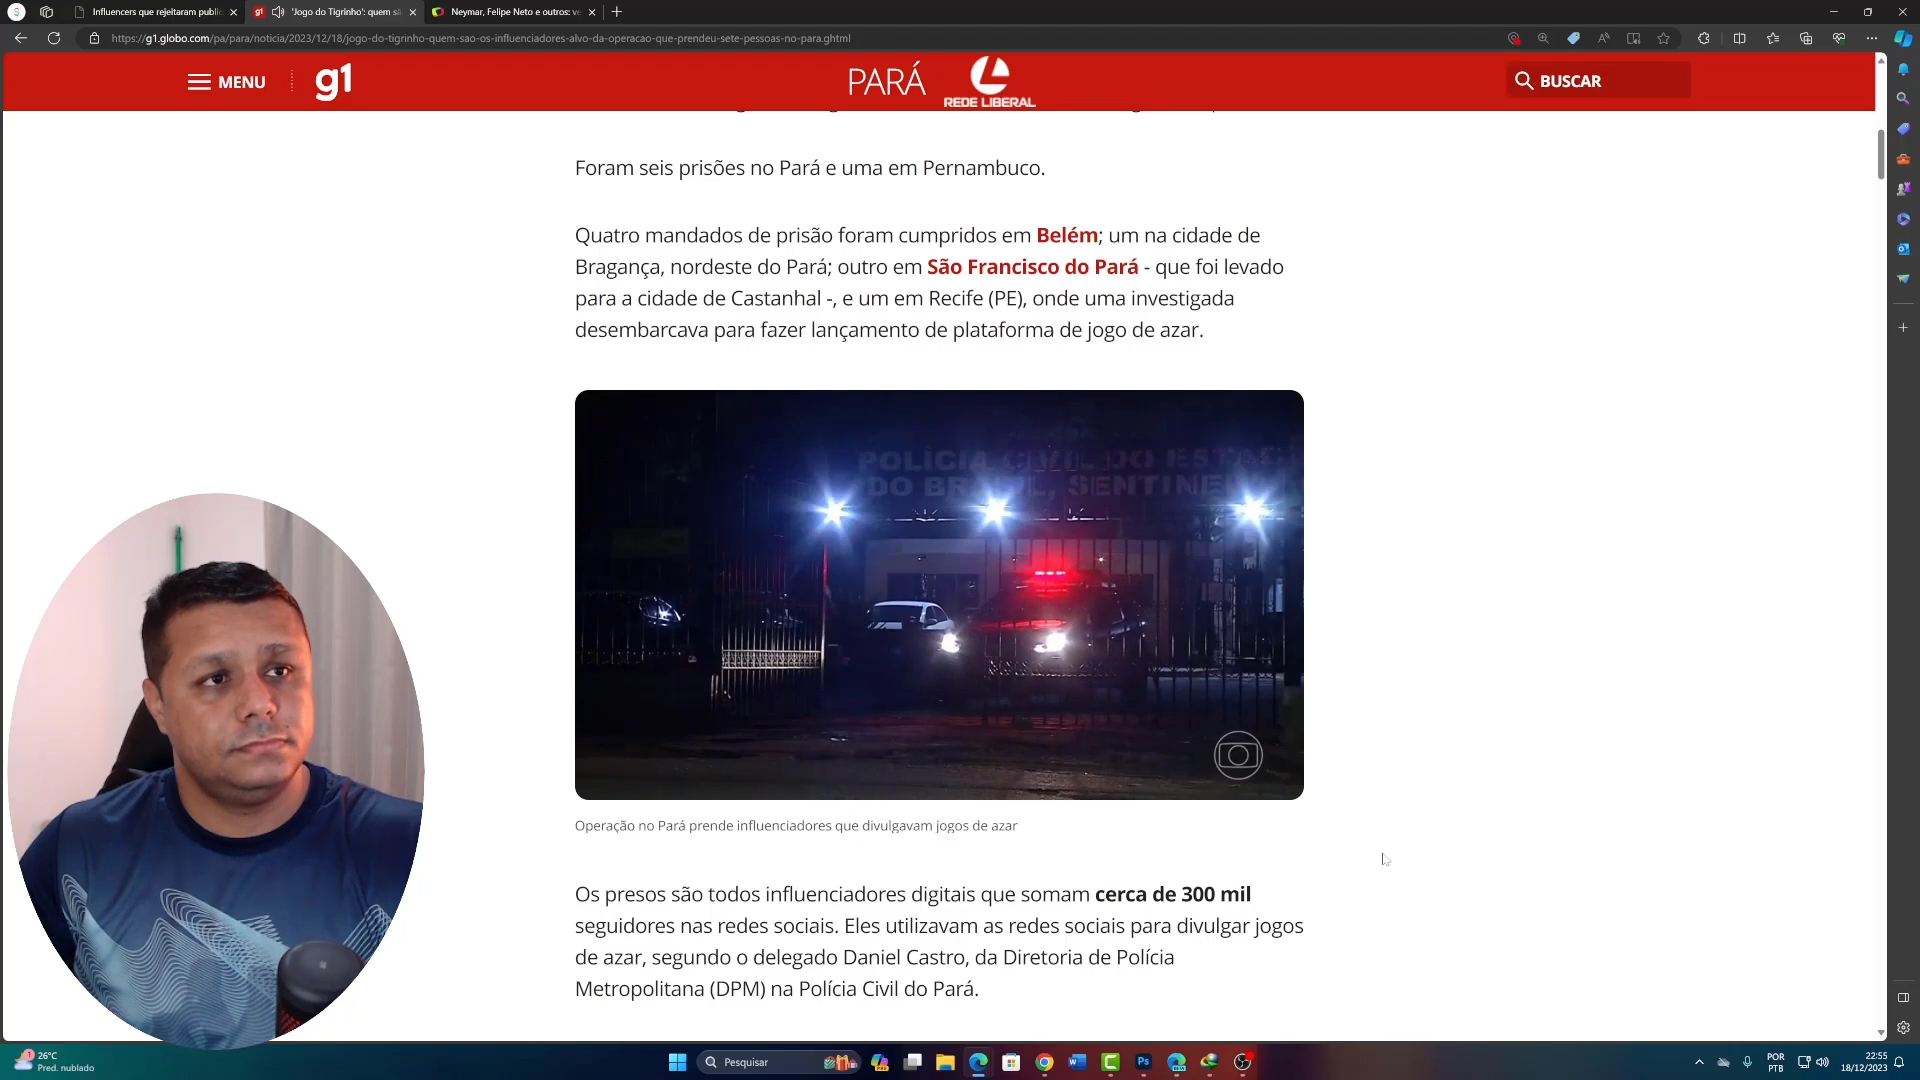 Influencers que rejeitaram public
'Jogo do Tigrinho': quem sã
Neymar, Felipe Neto e outros: ve
https://g1.globo.com/pa/para/noticia/2023/12/18/jogo-do-tigrinho-quem-sao-os-influenciadores-alvo-da-operacao-que-prendeu-sete-pessoas-no-para.ghtml
MENU
g1
PARÁ
REDE LIBERAL
BUSCAR
Foram seis prisões no Pará e uma em Pernambuco.
Quatro mandados de prisão foram cumpridos em Belém; um na cidade de
Bragança, nordeste do Pará; outro em São Francisco do Pará - que foi levado
para a cidade de Castanhal -, e um em Recife (PE), onde uma investigada
desembarcava para fazer lançamento de plataforma de jogo de azar.
POLÍCIA CIVIL DO ESTA
DO BRASIL, SENTINE
Operação no Pará prende influenciadores que divulgavam jogos de azar
Os presos são todos influenciadores digitais que somam cerca de 300 mil
seguidores nas redes sociais. Eles utilizavam as redes sociais para divulgar jogos
de azar, segundo o delegado Daniel Castro, da Diretoria de Polícia
Metropolitana (DPM) na Polícia Civil do Pará.
26°C
Pred. nublado
Pesquisar
POR
PTB
22:55
18/12/2023